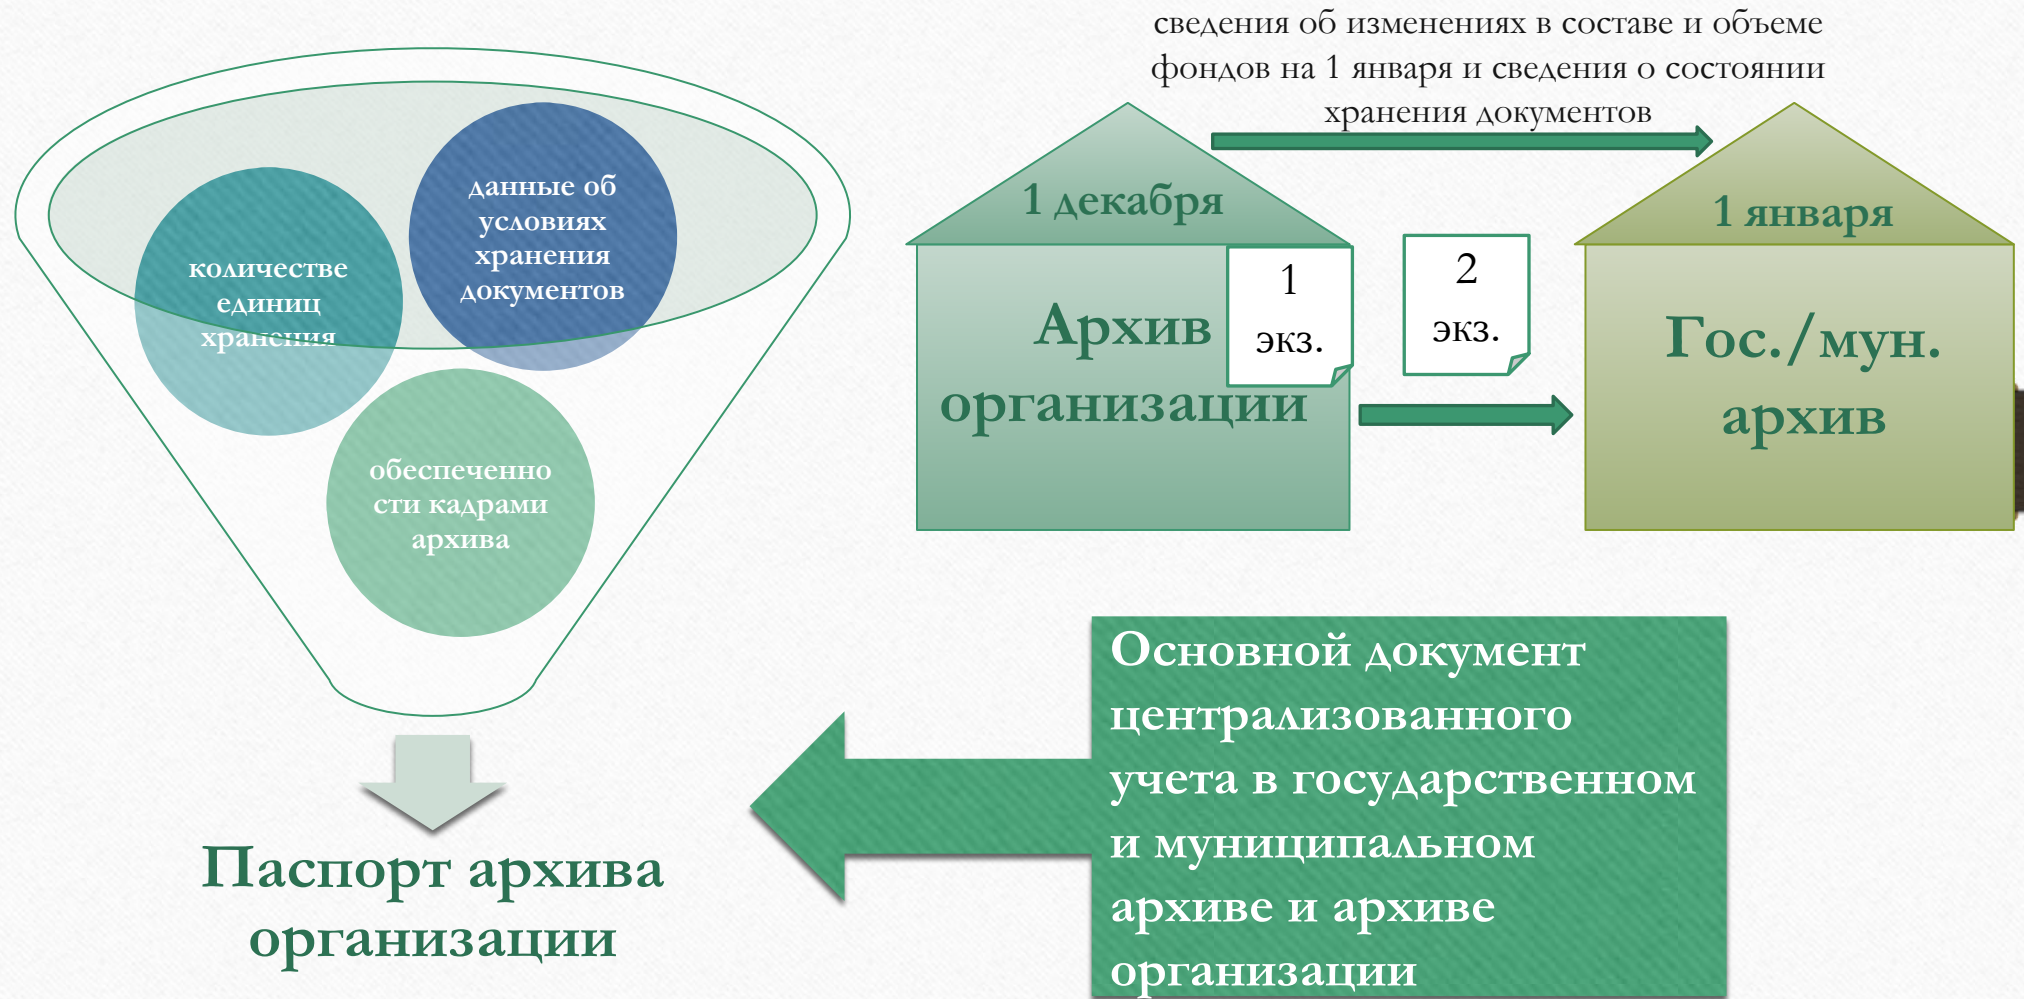 сведения об изменениях в составе и объеме
фондов на 1 января и сведения о состоянии
хранения документов
данные об
условиях
хранения
документов
количестве
единиц
хранения
обеспеченно
сти кадрами
архива
Паспорт архива
организации
1 декабря
Архив
организации
1
экз.
2
экз.
1 января
Гос./мун.
архив
Основной документ
централизованного
учета в государственном
и муниципальном
архиве и архиве
организации